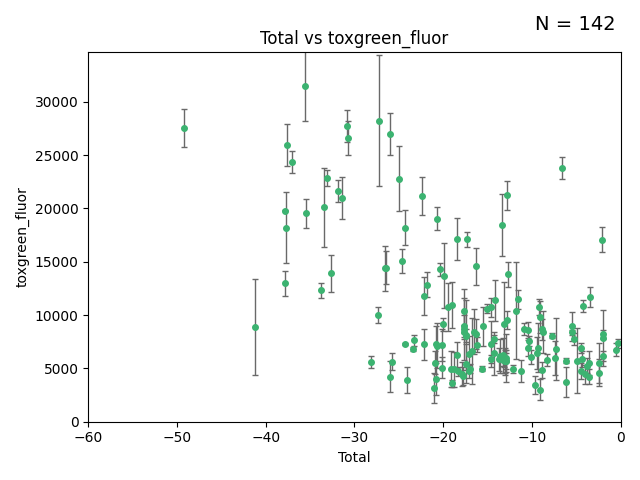 N = 142
Total vs toxgreen_fluor
30000
25000
20000
15000
10000
5000
0
toxgreen_fluor
−60 −50 −40 −30 −20 −10 0
Total